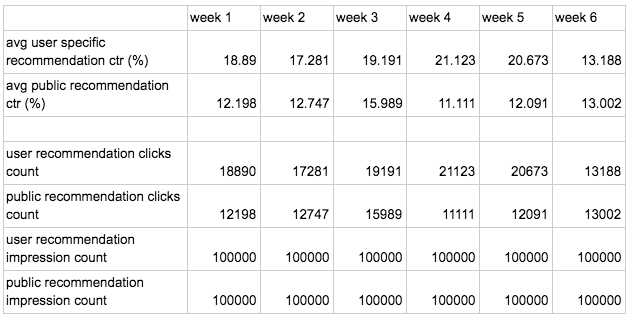 week 1 week 2 week 3 week 4 week 5 week 6
avg user specific
recommendation ctr (%) 18.89 17.281 19.191 21.123 20.673 13.188
avg public recommendation
ctr (%) 12.198 12.747 15.989 11.111 12.091 13.002
user recommendation clicks
count 18890 17281 19191 21123 20673 13188
public recommendation clicks
count 12198 12747 15989 11111 12091 13002
user recommendation
impression count 100000 100000 100000 100000 100000 100000
public recommendation
impression count 100000 100000 100000 100000 100000 100000